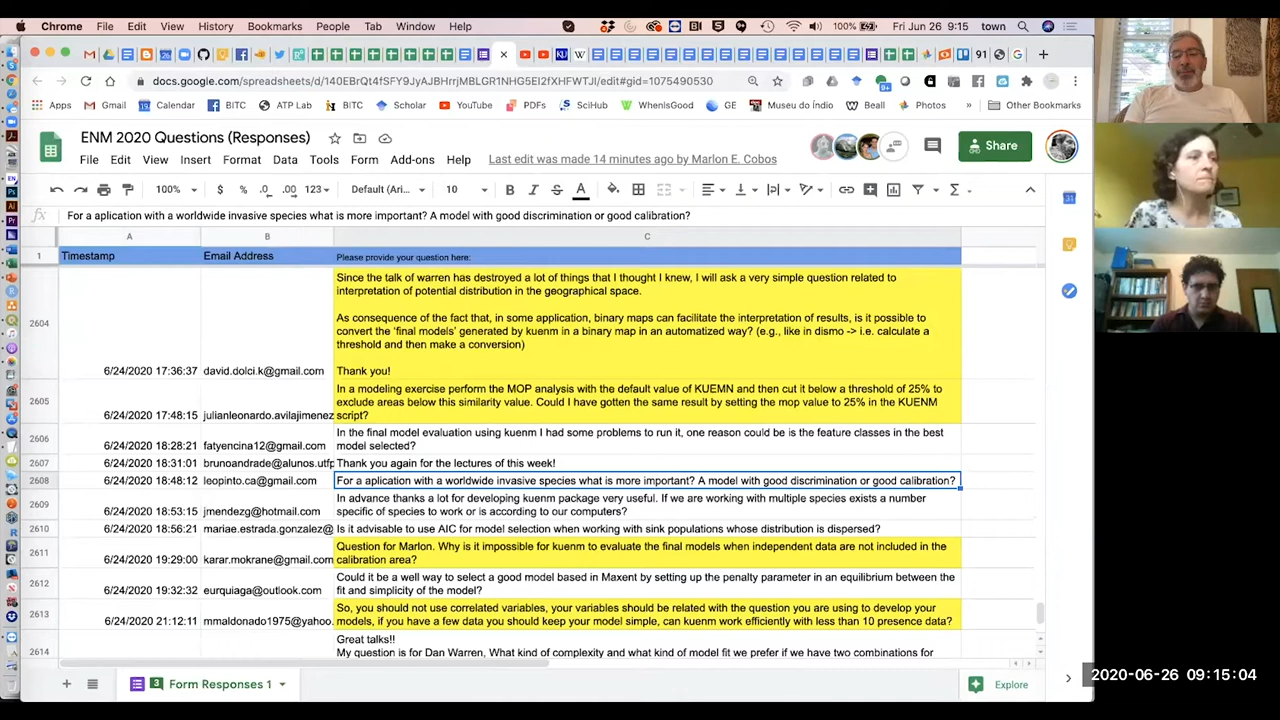 Chrome File Edit View History Bookmarks People Tab Window Help 100% Fri Jun 26 9:15 town
91
docs.google.com/spreadsheets/d/140EBrQt4fSFY9JyAJRHrnjMBLGR1NHG5EI2fXHFWTJI/edit#gid=1075490530
9+
Apps Gmail Calendar BITC ATP Lab BITC Scholar YouTube PDFs SciHub WhenIsGood GE Museu do Índio Beall Photos » Other Bookmarks
ENM 2020 Questions (Responses)
File Edit View Insert Format Data Tools Form Add-ons Help Last edit was made 14 minutes ago by Marlon E. Cobos
Share
100% $ % .0 .00 123 Default (Ari... 10 B I S A
fx For a aplication with a worldwide invasive species what is more important? A model with good discrimination or good calibration?
A B C
1 Timestamp Email Address Please provide your question here:
Since the talk of warren has destroyed a lot of things that I thought I knew, I will ask a very simple question related to
interpretation of potential distribution in the geographical space.
As consequence of the fact that, in some application, binary maps can facilitate the interpretation of results, is it possible to
convert the 'final models' generated by kuenm in a binary map in an automatized way? (e.g., like in dismo -> i.e. calculate a
threshold and then make a conversion)
2604 6/24/2020 17:36:37 david.dolci.k@gmail.com Thank you!
In a modeling exercise perform the MOP analysis with the default value of KUEMN and then cut it below a threshold of 25% to
exclude areas below this similarity value. Could I have gotten the same result by setting the mop value to 25% in the KUENM
2605 6/24/2020 17:48:15 julianleonardo.avilajimenez script?
In the final model evaluation using kuenm I had some problems to run it, one reason could be is the feature classes in the best
2606 6/24/2020 18:28:21 fatyencina12@gmail.com model selected?
2607 6/24/2020 18:31:01 brunoandrade@alunos.utfp Thank you again for the lectures of this week!
2608 6/24/2020 18:48:12 leopinto.ca@gmail.com For a aplication with a worldwide invasive species what is more important? A model with good discrimination or good calibration?
In advance thanks a lot for developing kuenm package very useful. If we are working with multiple species exists a number
2609 6/24/2020 18:53:15 jmendezg@hotmail.com specific of species to work or is according to our computers?
2610 6/24/2020 18:56:21 mariae.estrada.gonzalez@ Is it advisable to use AIC for model selection when working with sink populations whose distribution is dispersed?
Question for Marlon. Why is it impossible for kuenm to evaluate the final models when independent data are not included in the
2611 6/24/2020 19:29:00 karar.mokrane@gmail.com calibration area?
Could it be a well way to select a good model based in Maxent by setting up the penalty parameter in an equilibrium between the
2612 6/24/2020 19:32:32 eurquiaga@outlook.com fit and simplicity of the model?
So, you should not use correlated variables, your variables should be related with the question you are using to develop your
2613 6/24/2020 21:12:11 mmaldonado1975@yahoo. models, if you have a few data you should keep your model simple, can kuenm work efficiently with less than 10 presence data?
Great talks!!
2614 My question is for Dan Warren, What kind of complexity and what kind of model fit we prefer if we have two combinations for
3 Form Responses 1 Explore
2020-06-26 09:15:04